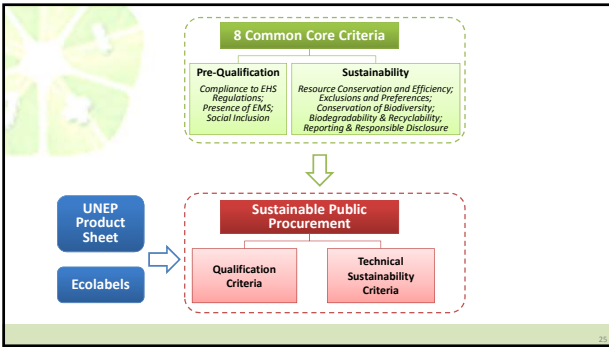 8 Common Core Criteria
Pre-Qualification
Compliance to EHS
Regulations;
Presence of EMS;
Social Inclusion
Sustainability
Resource Conservation and Efficiency;
Exclusions and Preferences;
Conservation of Biodiversity;
Biodegradability & Recyclability;
Reporting & Responsible Disclosure
UNEP
Product
Sheet
Ecolabels
Sustainable Public
Procurement
Qualification
Criteria
Technical
Sustainability
Criteria
25